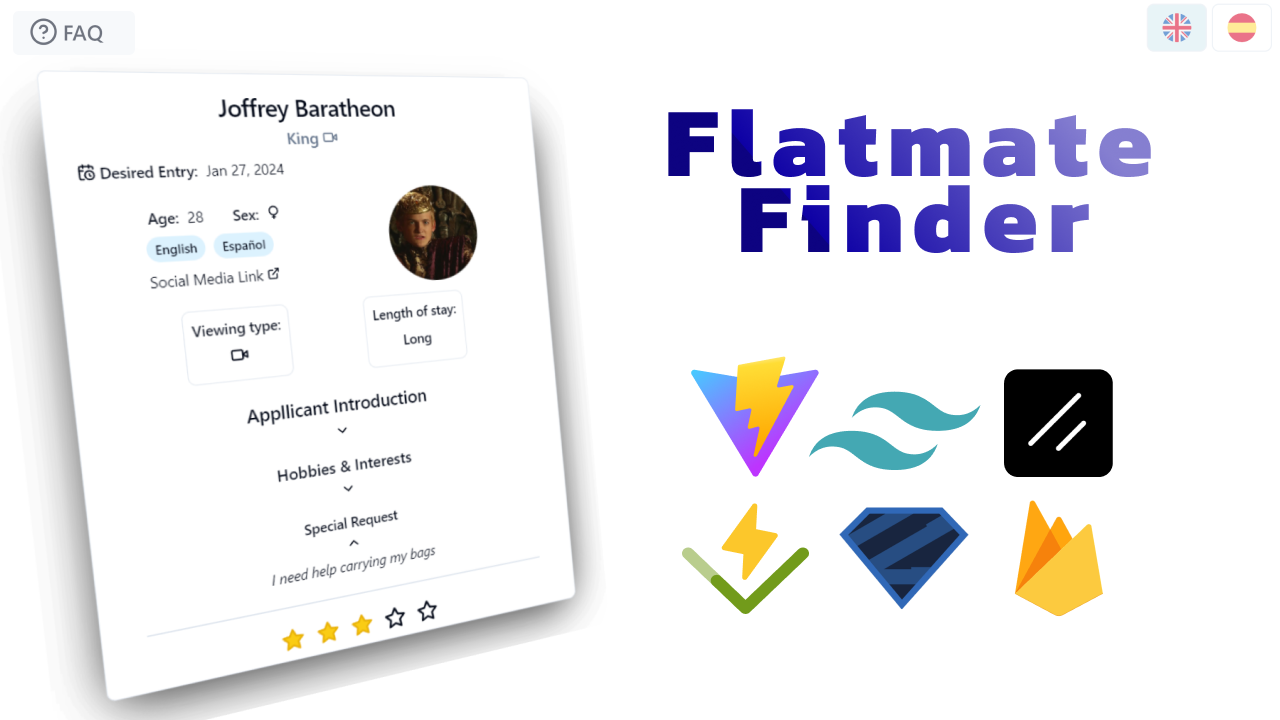 FAQ
Joffrey Baratheon
King
Desired Entry: Jan 27, 2024
Age: 28 Sex:
English Español
Social Media Link
Viewing type:
Length of stay:
Long
Appllicant Introduction
Hobbies & Interests
Special Request
I need help carrying my bags
Flatmate
Finder